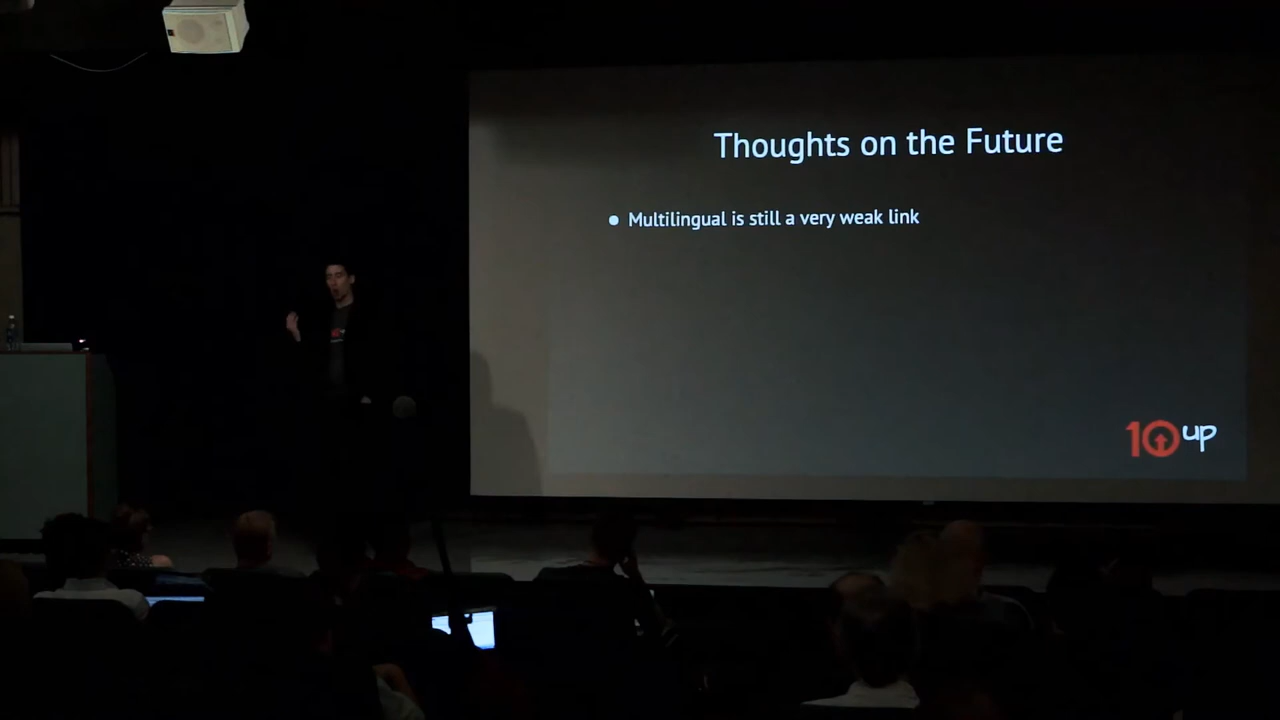 Thoughts on the Future
Multilingual is still a very weak link
10up